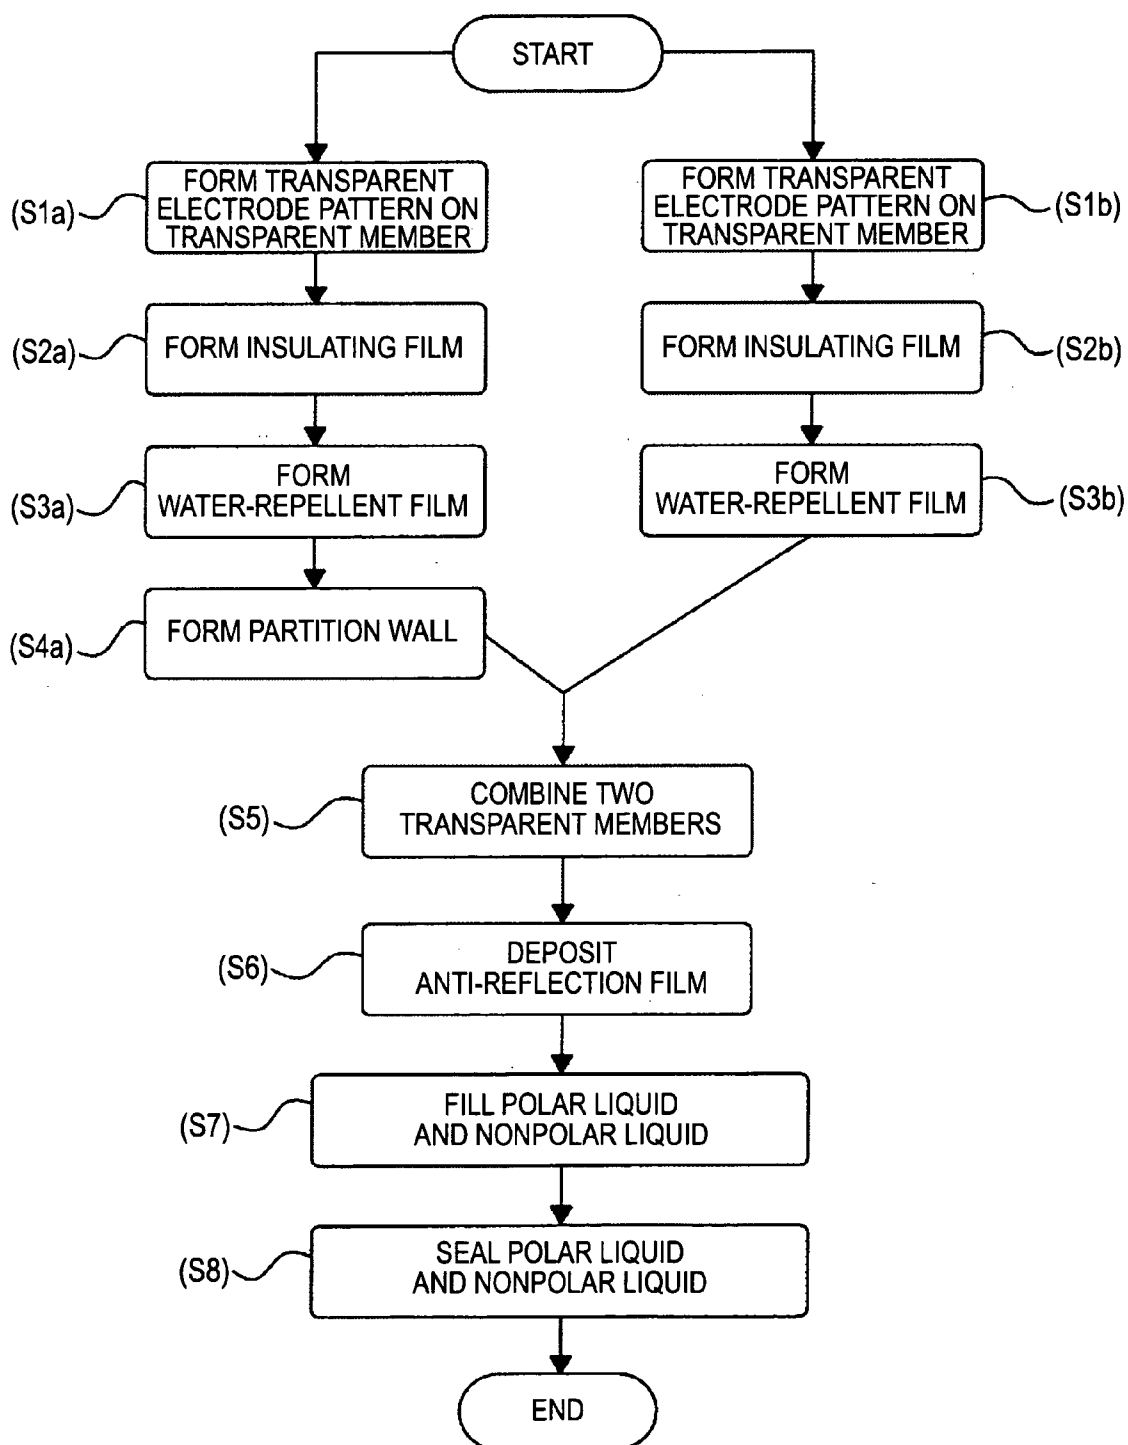 START
FORM TRANSPARENT
ELECTRODE PATTERN ON
TRANSPARENT MEMBER
(S1a)
FORM TRANSPARENT
ELECTRODE PATTERN ON
TRANSPARENT MEMBER
(S1b)
(S2a)
FORM INSULATING FILM
FORM INSULATING FILM
(S2b)
(S3a)
FORM
WATER-REPELLENT FILM
FORM
WATER-REPELLENT FILM
(S3b)
(S4a)
FORM PARTITION WALL
(S5)
COMBINE TWO
TRANSPARENT MEMBERS
(S6)
DEPOSIT
ANTI-REFLECTION FILM
(S7)
FILL POLAR LIQUID
AND NONPOLAR LIQUID
(S8)
SEAL POLAR LIQUID
AND NONPOLAR LIQUID
END